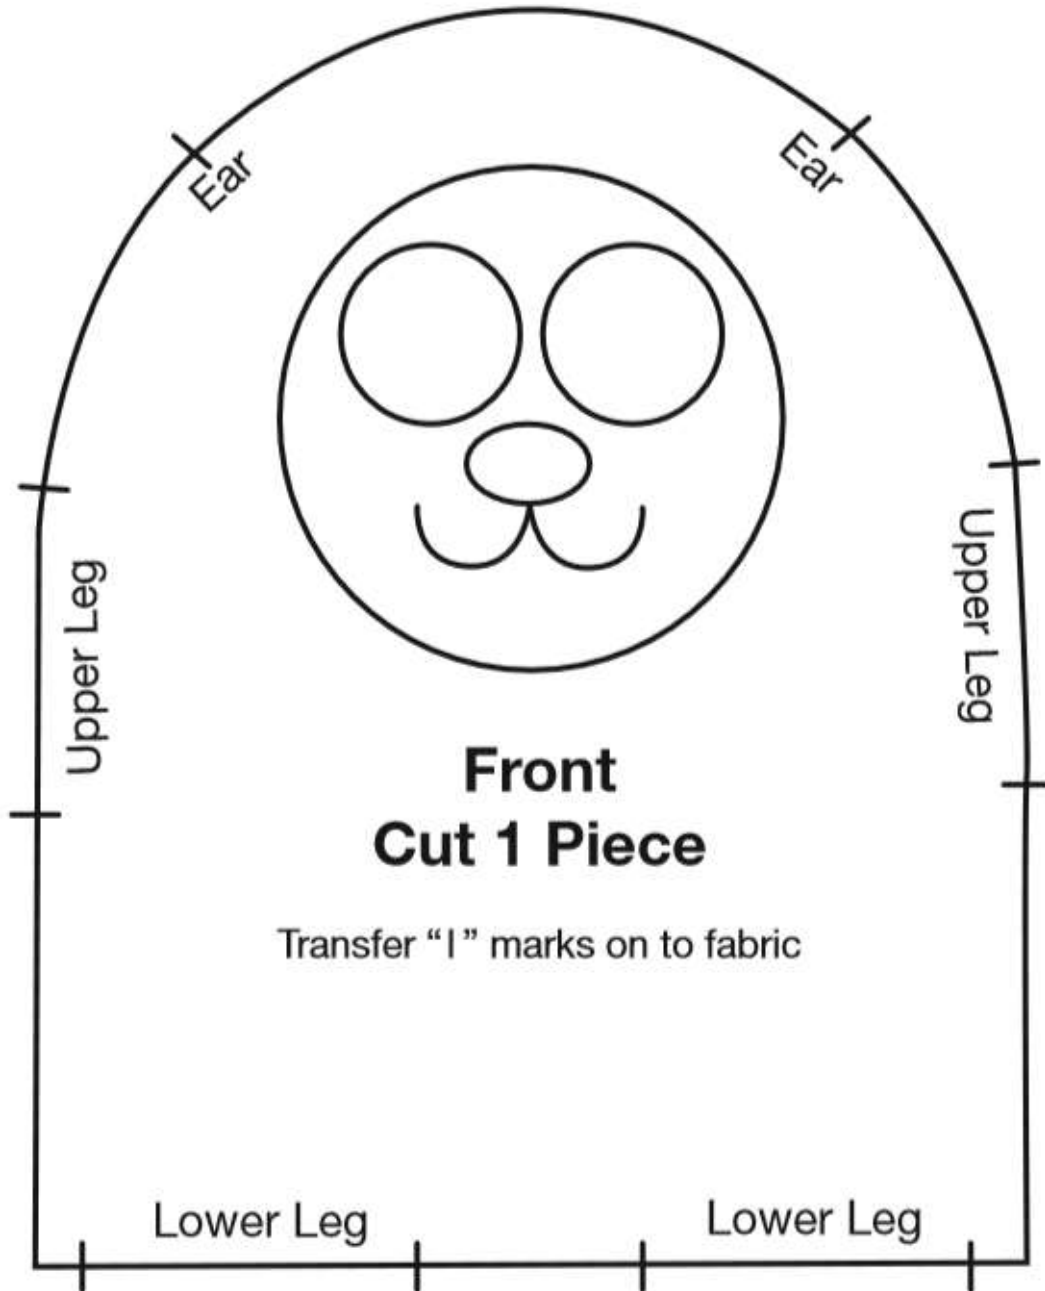 Ear
Ear
Upper Leg
Upper Leg
Front
Cut 1 Piece
Transfer “I” marks on to fabric
Lower Leg
Lower Leg